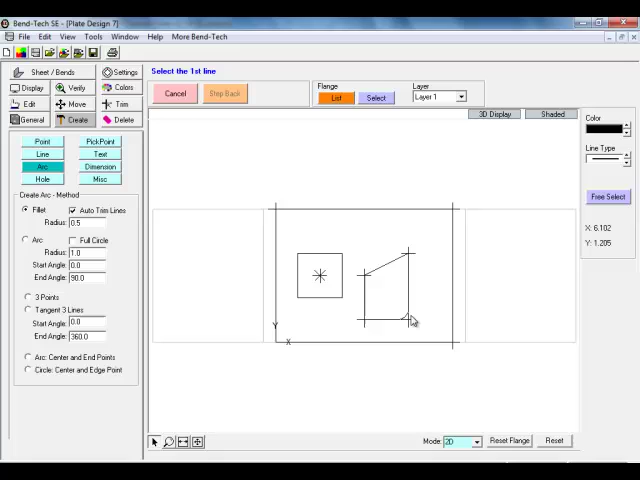 Bend-Tech SE - [Plate Design 7]
File Edit View Tools Window Help More Bend-Tech
Sheet / Bends Settings
Display Verify Colors
Edit Move Trim
General Create Delete
Point PickPoint
Line Text
Arc Dimension
Hole Misc
Create Arc - Method
Fillet Auto Trim Lines
Radius: 0.5
Arc Full Circle
Radius: 1.0
Start Angle: 0.0
End Angle: 90.0
3 Points
Tangent 3 Lines
Start Angle: 0.0
End Angle: 360.0
Arc: Center and End Points
Circle: Center and Edge Point
Select the 1st line
Cancel Step Back
Flange
List Select
Layer
Layer 1
3D Display Shaded
Y
X
Mode: 2D Reset Flange Reset
Color
Line Type
Free Select
X: 6.102
Y: 1.205